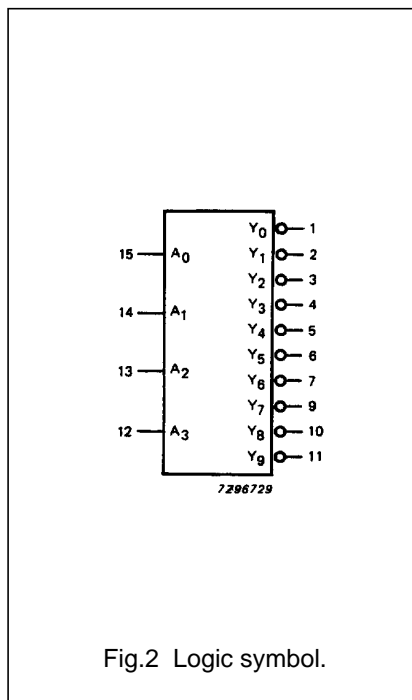 Y0 1
15 A0 Y1 2
Y2 3
14 A1 Y3 4
Y4 5
13 A2 Y5 6
Y6 7
Y7 9
12 A3 Y8 10
Y9 11
7Z96729
Fig.2 Logic symbol.